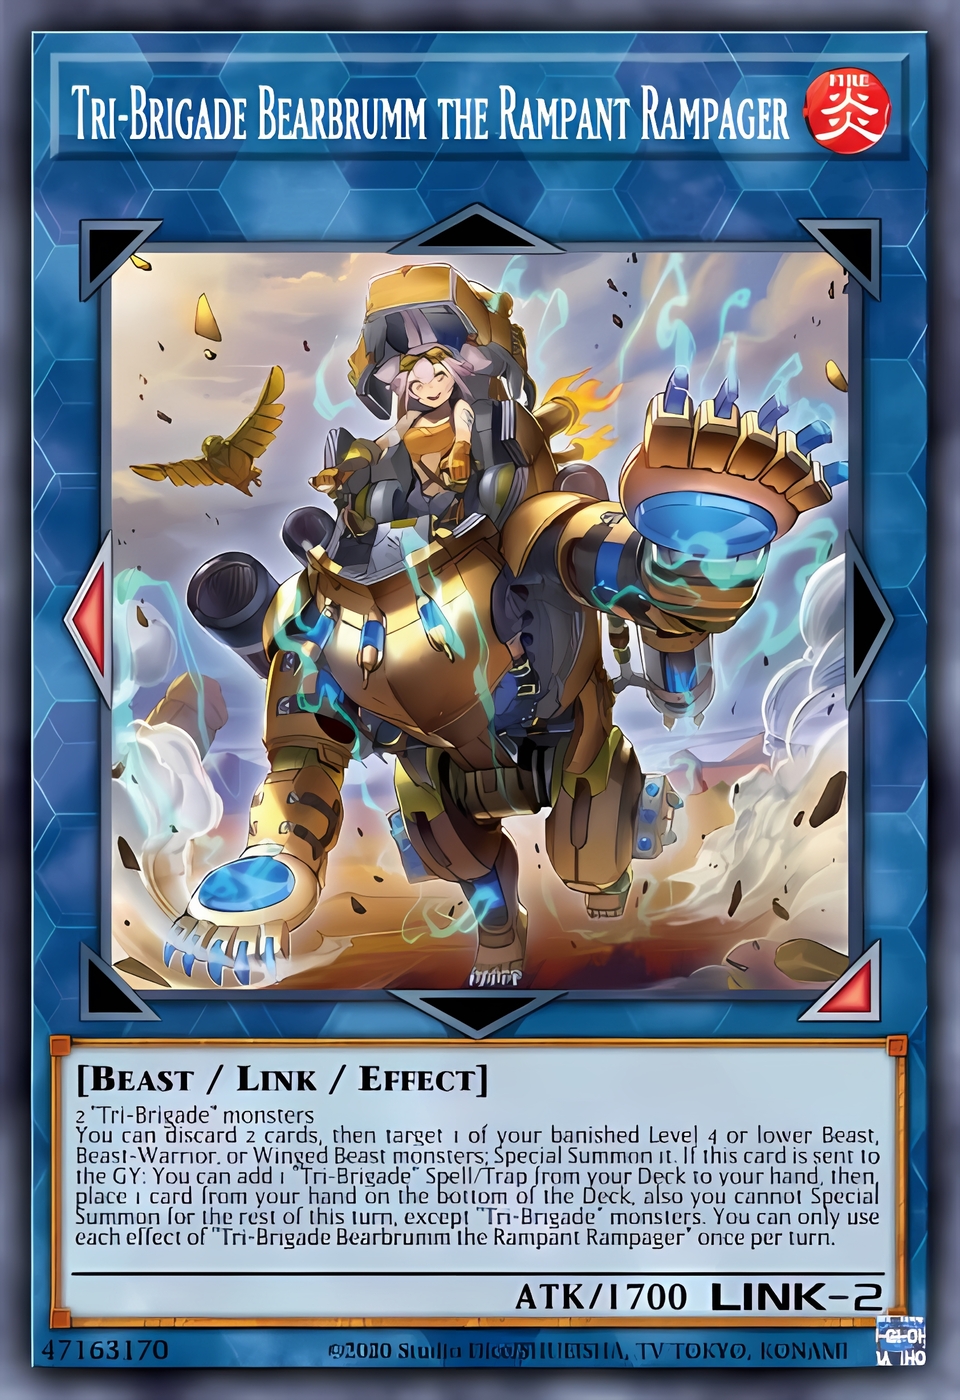 Tri-Brigade Bearbrumm the Rampant Rampager
炎
[Beast / Link / Effect]
2 "Tri-Brigade" monsters
You can discard 2 cards, then target 1 of your banished Level 4 or lower Beast,
Beast-Warrior, or Winged Beast monsters; Special Summon it. If this card is sent to
the GY: You can add 1 "Tri-Brigade" Spell/Trap from your Deck to your hand, then
place 1 card from your hand on the bottom of the Deck, also you cannot Special
Summon for the rest of this turn, except "Tri-Brigade" monsters. You can only use
each effect of "Tri-Brigade Bearbrumm the Rampant Rampager" once per turn.
ATK/1700 LINK-2
47163170
TV TOKYO, KONAMI